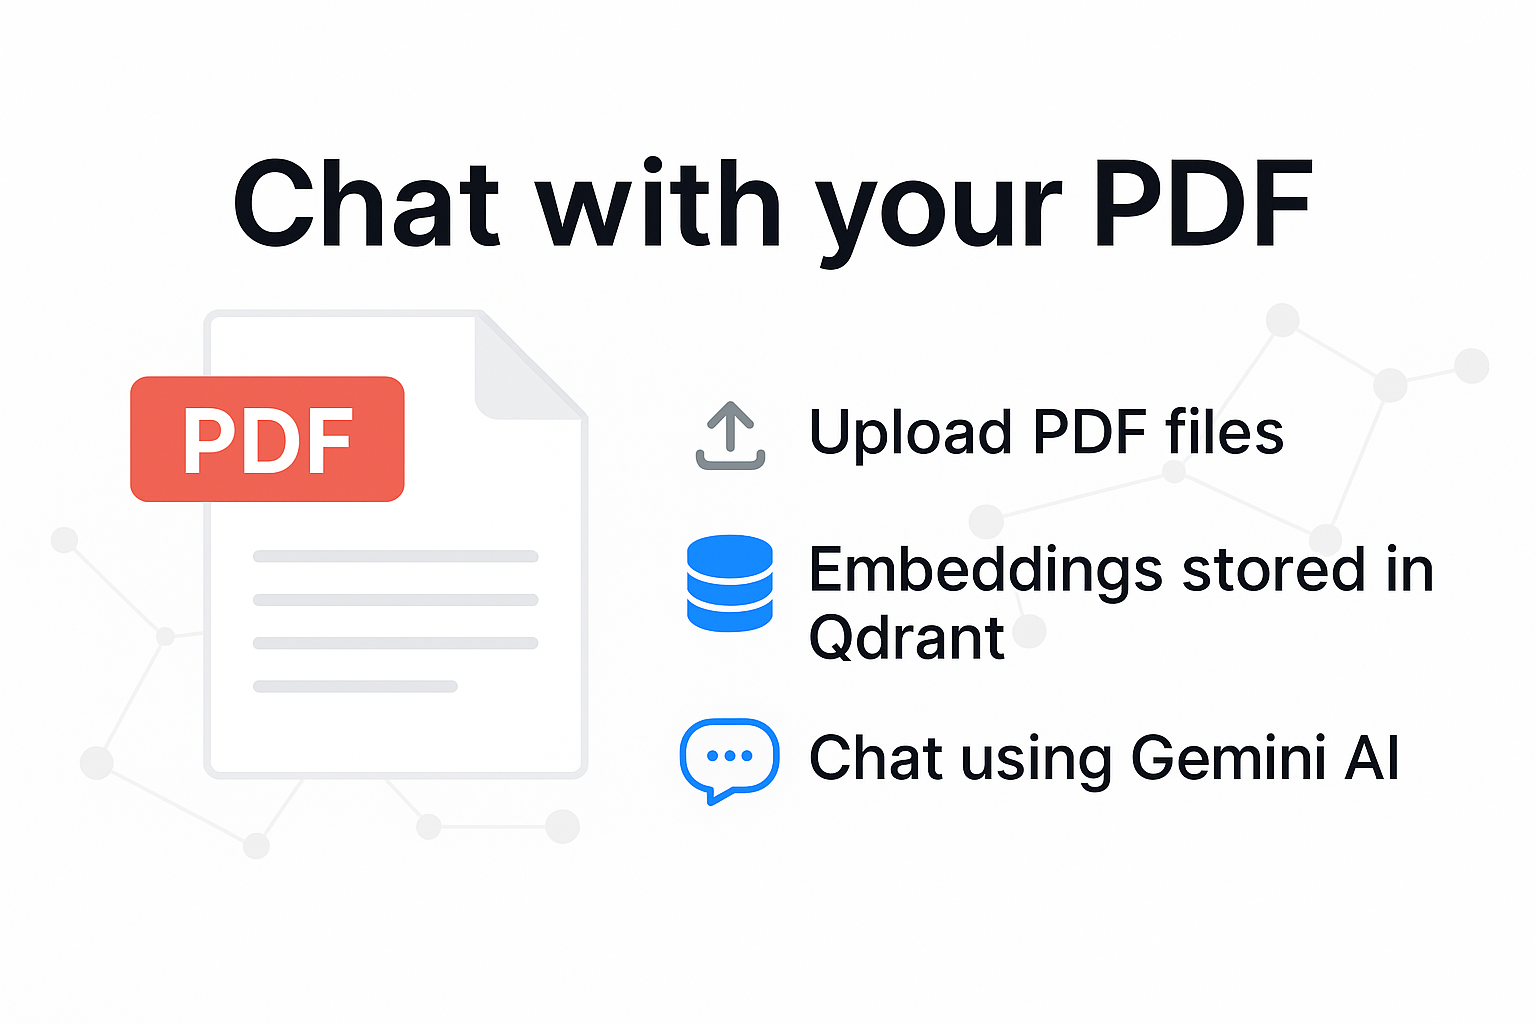 Chat with your PDF
PDF
Upload PDF files
Embeddings stored in
Qdrant
Chat using Gemini AI